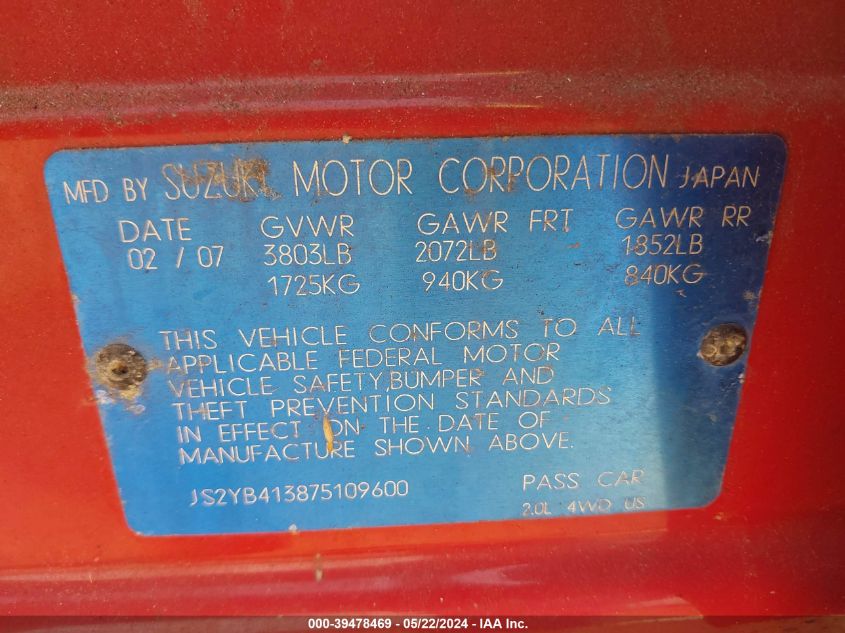 MFD BY SUZUKI MOTOR CORPORATION JAPAN
DATE GVWR GAWR FRT GAWR RR
02 / 07 3803LB 2072LB 1852LB
1725KG 940KG 840KG
THIS VEHICLE CONFORMS TO ALL
APPLICABLE FEDERAL MOTOR
VEHICLE SAFETY,BUMPER AND
THEFT PREVENTION STANDARDS
IN EFFECT ON THE DATE OF
MANUFACTURE SHOWN ABOVE.
JS2YB413875109600 PASS CAR
2.0L 4WD US
000-39478469 - 05/22/2024 - IAA Inc.